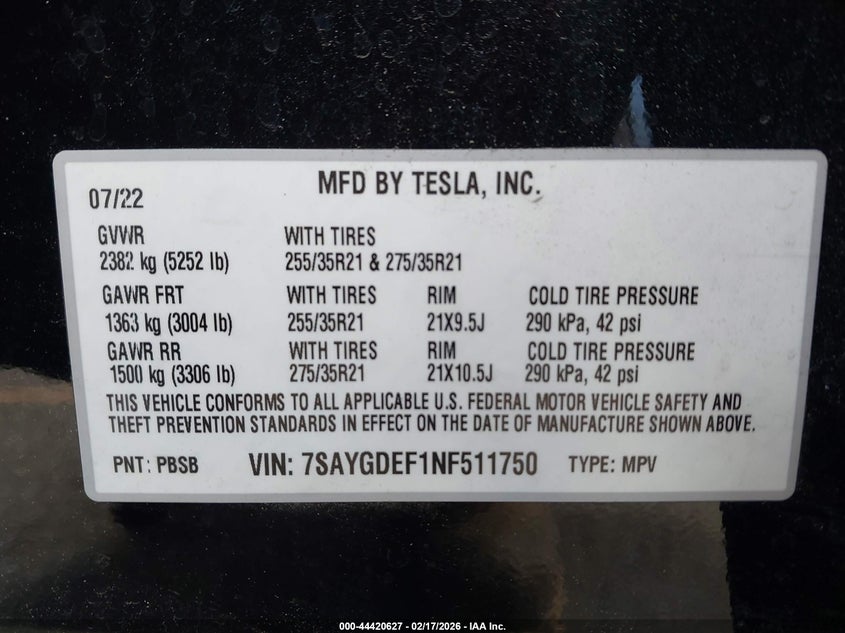 07/22
MFD BY TESLA, INC.
GVWR WITH TIRES
2382 kg (5252 lb) 255/35R21 & 275/35R21
GAWR FRT WITH TIRES RIM COLD TIRE PRESSURE
1363 kg (3004 lb) 255/35R21 21X9.5J 290 kPa, 42 psi
GAWR RR WITH TIRES RIM COLD TIRE PRESSURE
1500 kg (3306 lb) 275/35R21 21X10.5J 290 kPa, 42 psi
THIS VEHICLE CONFORMS TO ALL APPLICABLE U.S. FEDERAL MOTOR VEHICLE SAFETY AND
THEFT PREVENTION STANDARDS IN EFFECT ON THE DATE OF MANUFACTURE SHOWN ABOVE.
PNT: PBSB VIN: 7SAYGDEF1NF511750 TYPE: MPV
000-44420627 - 02/17/2026 - IAA Inc.